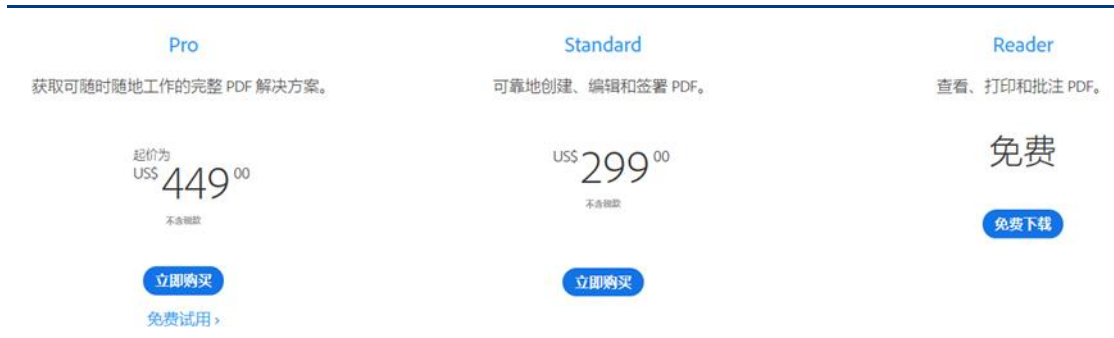 Pro
获取可随时随地工作的完整 PDF 解决方案。
起价为
US$ 449 00
不含税款
立即购买
免费试用 ›
Standard
可靠地创建、编辑和签署 PDF。
US$ 299 00
不含税款
立即购买
Reader
查看、打印和批注 PDF。
免费
免费下载